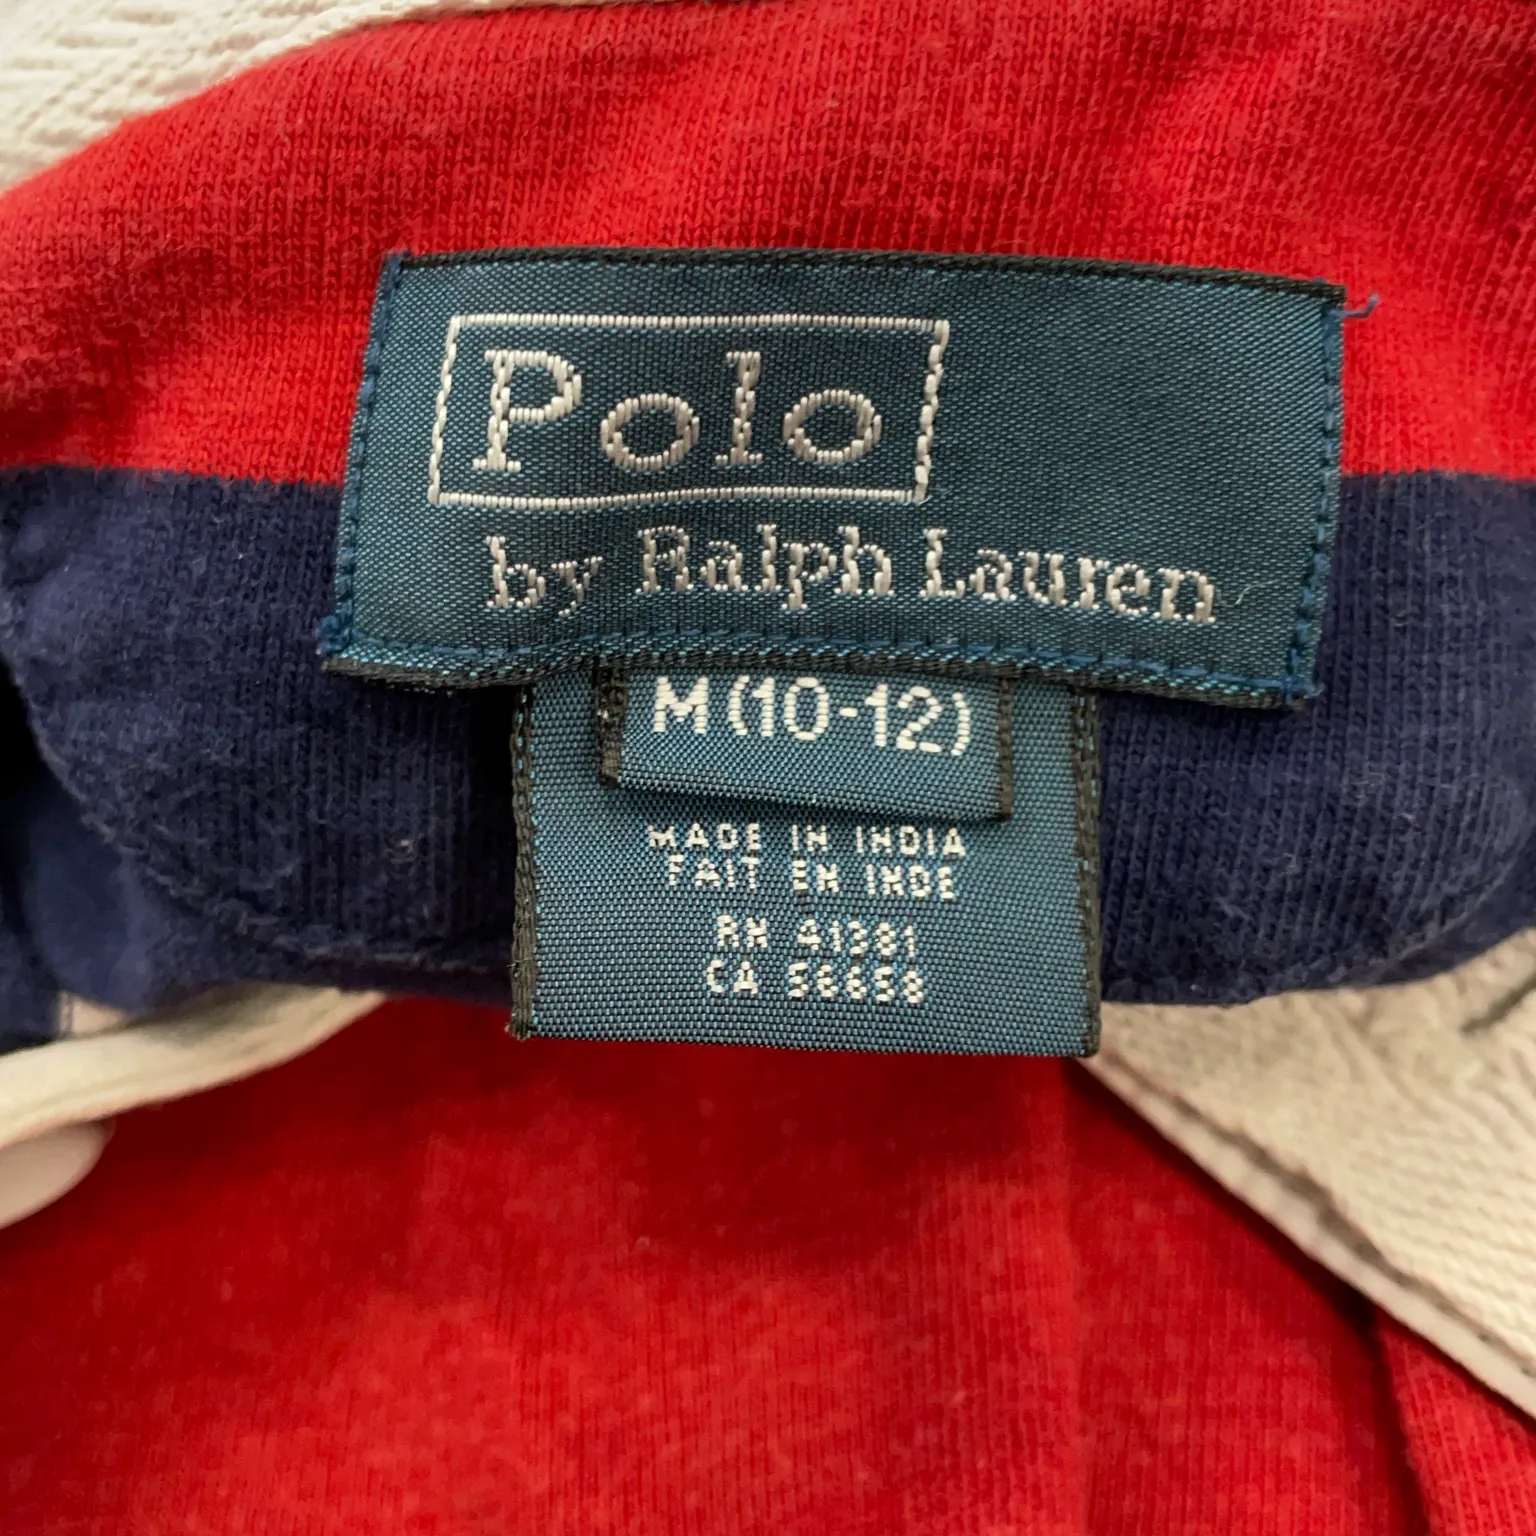 Polo
by Ralph Lauren
M (10-12)
MADE IN INDIA
FAIT EN INDE
RN 41381
CA 56658